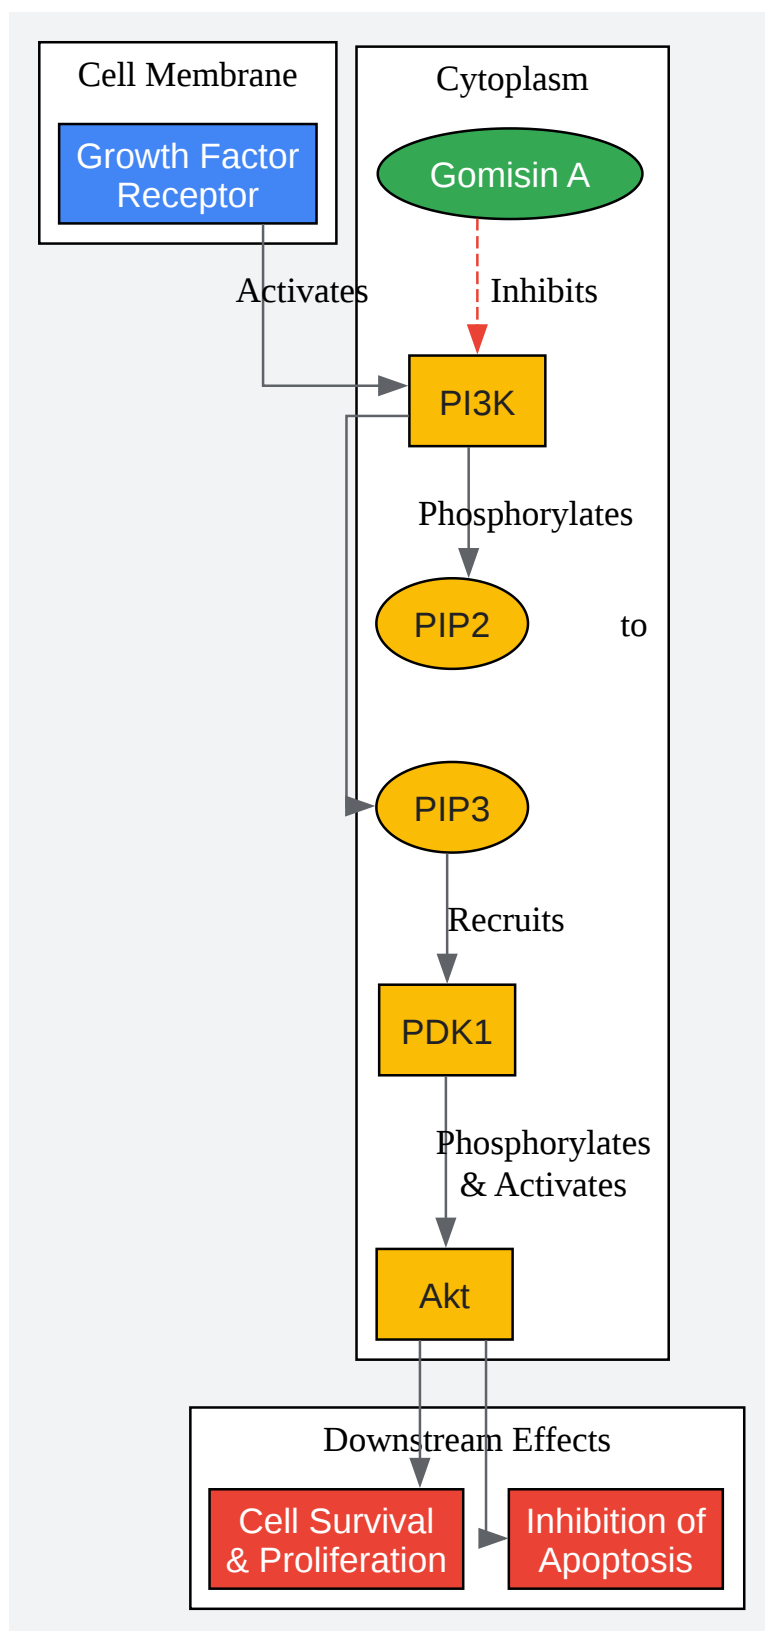 Cell Membrane
Growth Factor
Receptor
Activates
Cytoplasm
Gomisin A
Inhibits
PI3K
Phosphorylates
PIP2
to
PIP3
Recruits
PDK1
Phosphorylates
& Activates
Akt
Downstream Effects
Cell Survival
& Proliferation
Inhibition of
Apoptosis